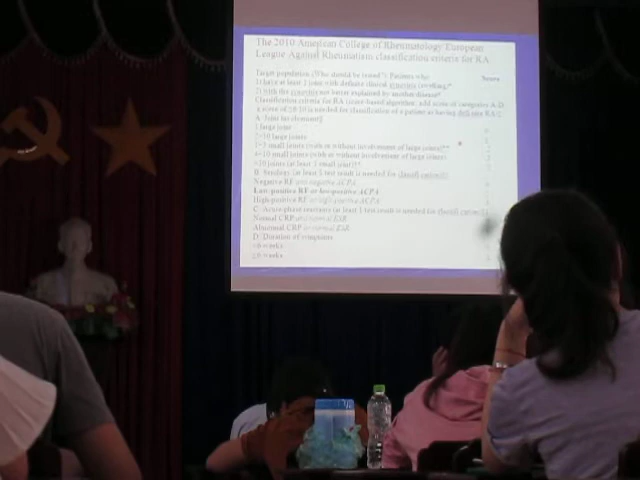 The 2010 American College of Rheumatology European
League Against Rheumatism classification criteria for RA
Target population (Who should be tested?): Patients who
Score
1) have at least 1 joint with definite clinical synovitis (swelling)*
2) with the synovitis not better explained by another disease*
Classification criteria for RA (score-based algorithm: add score of categories A-D
a score of ≥6/10 is needed for classification of a patient as having definite RA)
A. Joint involvement
1 large joint
2-10 large joints
1-3 small joints (with or without involvement of large joints)**
4-10 small joints (with or without involvement of large joints)
>10 joints (at least 1 small joint)**
B. Serology (at least 1 test result is needed for classification)
Negative RF and negative ACPA
Low-positive RF or low-positive ACPA
High-positive RF or high-positive ACPA
C. Acute-phase reactants (at least 1 test result is needed for classification)
Normal CRP and normal ESR
Abnormal CRP or normal ESR
D. Duration of symptoms
<6 weeks
≥6 weeks